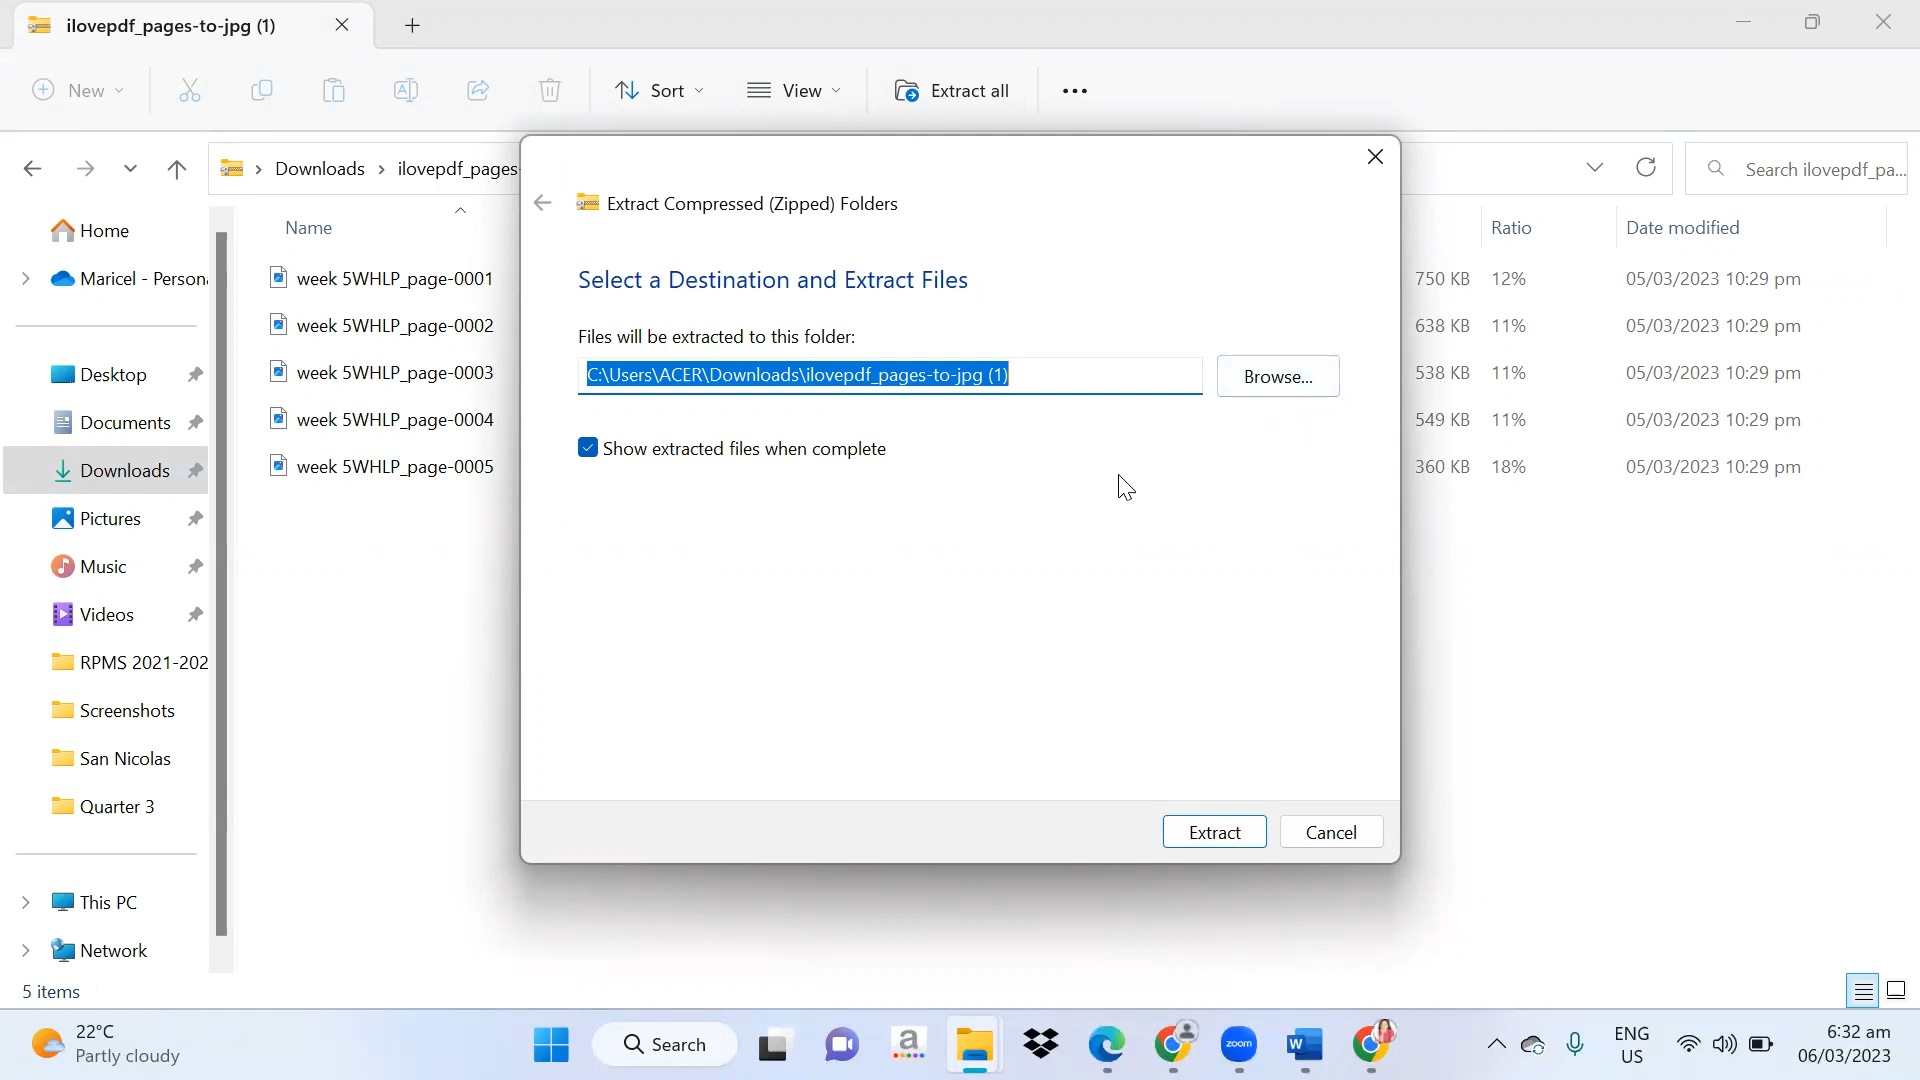 ilovepdf_pages-to-jpg (1)
New
Sort
View
Extract all
Downloads
ilovepdf_pages-
Search ilovepdf_pa...
Name
Ratio
Date modified
Home
Maricel - Persona
Desktop
Documents
Downloads
Pictures
Music
Videos
RPMS 2021-202
Screenshots
San Nicolas
Quarter 3
This PC
Network
week 5WHLP_page-0001
750 KB 12% 05/03/2023 10:29 pm
week 5WHLP_page-0002
638 KB 11% 05/03/2023 10:29 pm
week 5WHLP_page-0003
538 KB 11% 05/03/2023 10:29 pm
week 5WHLP_page-0004
549 KB 11% 05/03/2023 10:29 pm
week 5WHLP_page-0005
360 KB 18% 05/03/2023 10:29 pm
Extract Compressed (Zipped) Folders
Select a Destination and Extract Files
Files will be extracted to this folder:
C:\Users\ACER\Downloads\ilovepdf_pages-to-jpg (1)
Browse...
Show extracted files when complete
Extract
Cancel
5 items
22°C
Partly cloudy
Search
a
zoom
W
ENG
US
6:32 am
06/03/2023